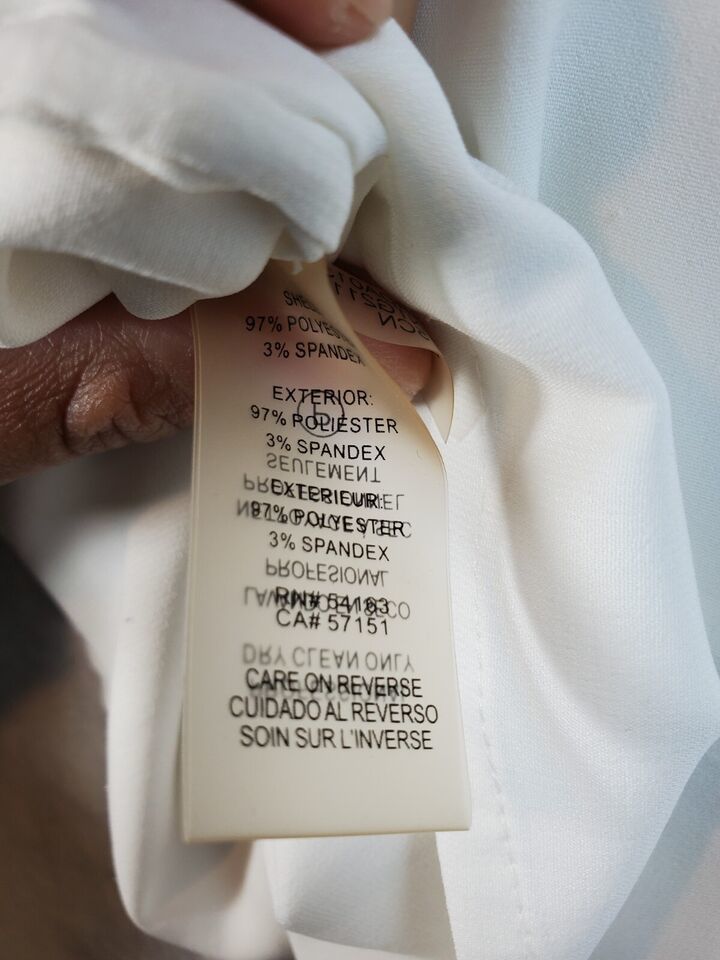 97% POLYESTER
3% SPANDEX
EXTERIOR:
97% POLIESTER
3% SPANDEX
SEULEMENT
EXTERIEUR:
97% POLYESTER
3% SPANDEX
PROFESIONAL
RN#
CA# 57151
DRY CLEAN ONLY
CARE ON REVERSE
CUIDADO AL REVERSO
SOIN SUR L'INVERSE